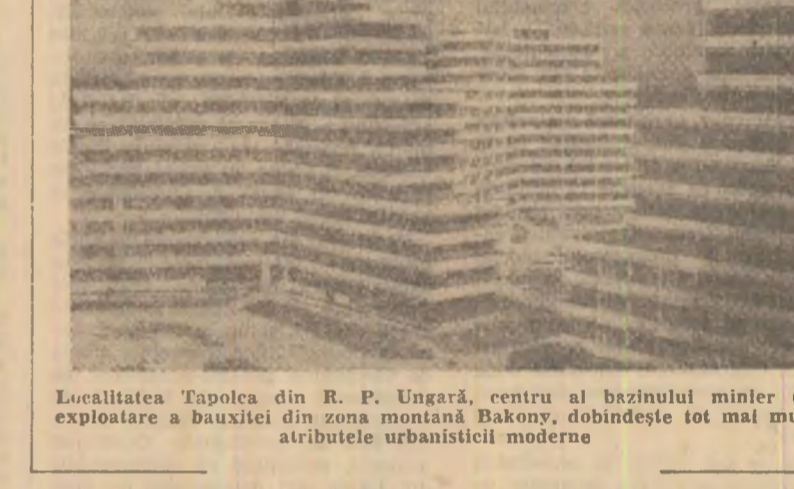 Localitatea Tapolca din R. P. Ungară, centru al bazinului minier
exploatare a bauxitei din zona montană Bakony, dobîndeşte tot mai
atributele urbanisticii moderne